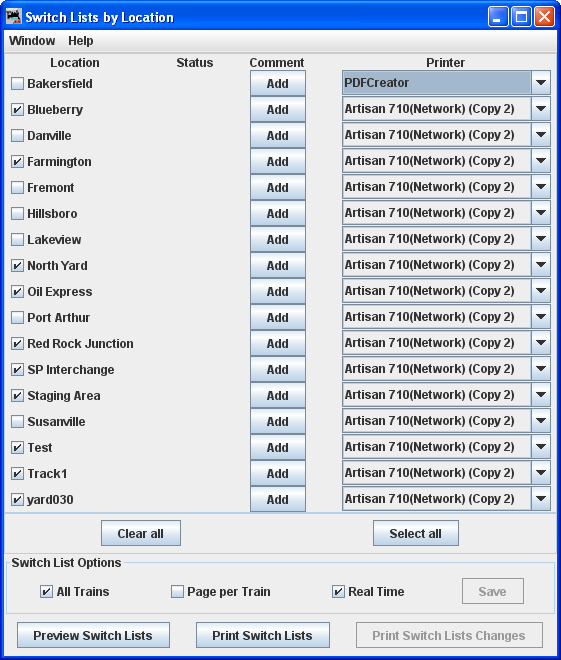 Switch Lists by Location
Window Help
Location Status Comment Printer
Bakersfield Add PDFCreator
Blueberry Add Artisan 710(Network) (Copy 2)
Danville Add Artisan 710(Network) (Copy 2)
Farmington Add Artisan 710(Network) (Copy 2)
Fremont Add Artisan 710(Network) (Copy 2)
Hillsboro Add Artisan 710(Network) (Copy 2)
Lakeview Add Artisan 710(Network) (Copy 2)
North Yard Add Artisan 710(Network) (Copy 2)
Oil Express Add Artisan 710(Network) (Copy 2)
Port Arthur Add Artisan 710(Network) (Copy 2)
Red Rock Junction Add Artisan 710(Network) (Copy 2)
SP Interchange Add Artisan 710(Network) (Copy 2)
Staging Area Add Artisan 710(Network) (Copy 2)
Susanville Add Artisan 710(Network) (Copy 2)
Test Add Artisan 710(Network) (Copy 2)
Track1 Add Artisan 710(Network) (Copy 2)
yard030 Add Artisan 710(Network) (Copy 2)
Clear all Select all
Switch List Options
All Trains Page per Train Real Time Save
Preview Switch Lists Print Switch Lists Print Switch Lists Changes